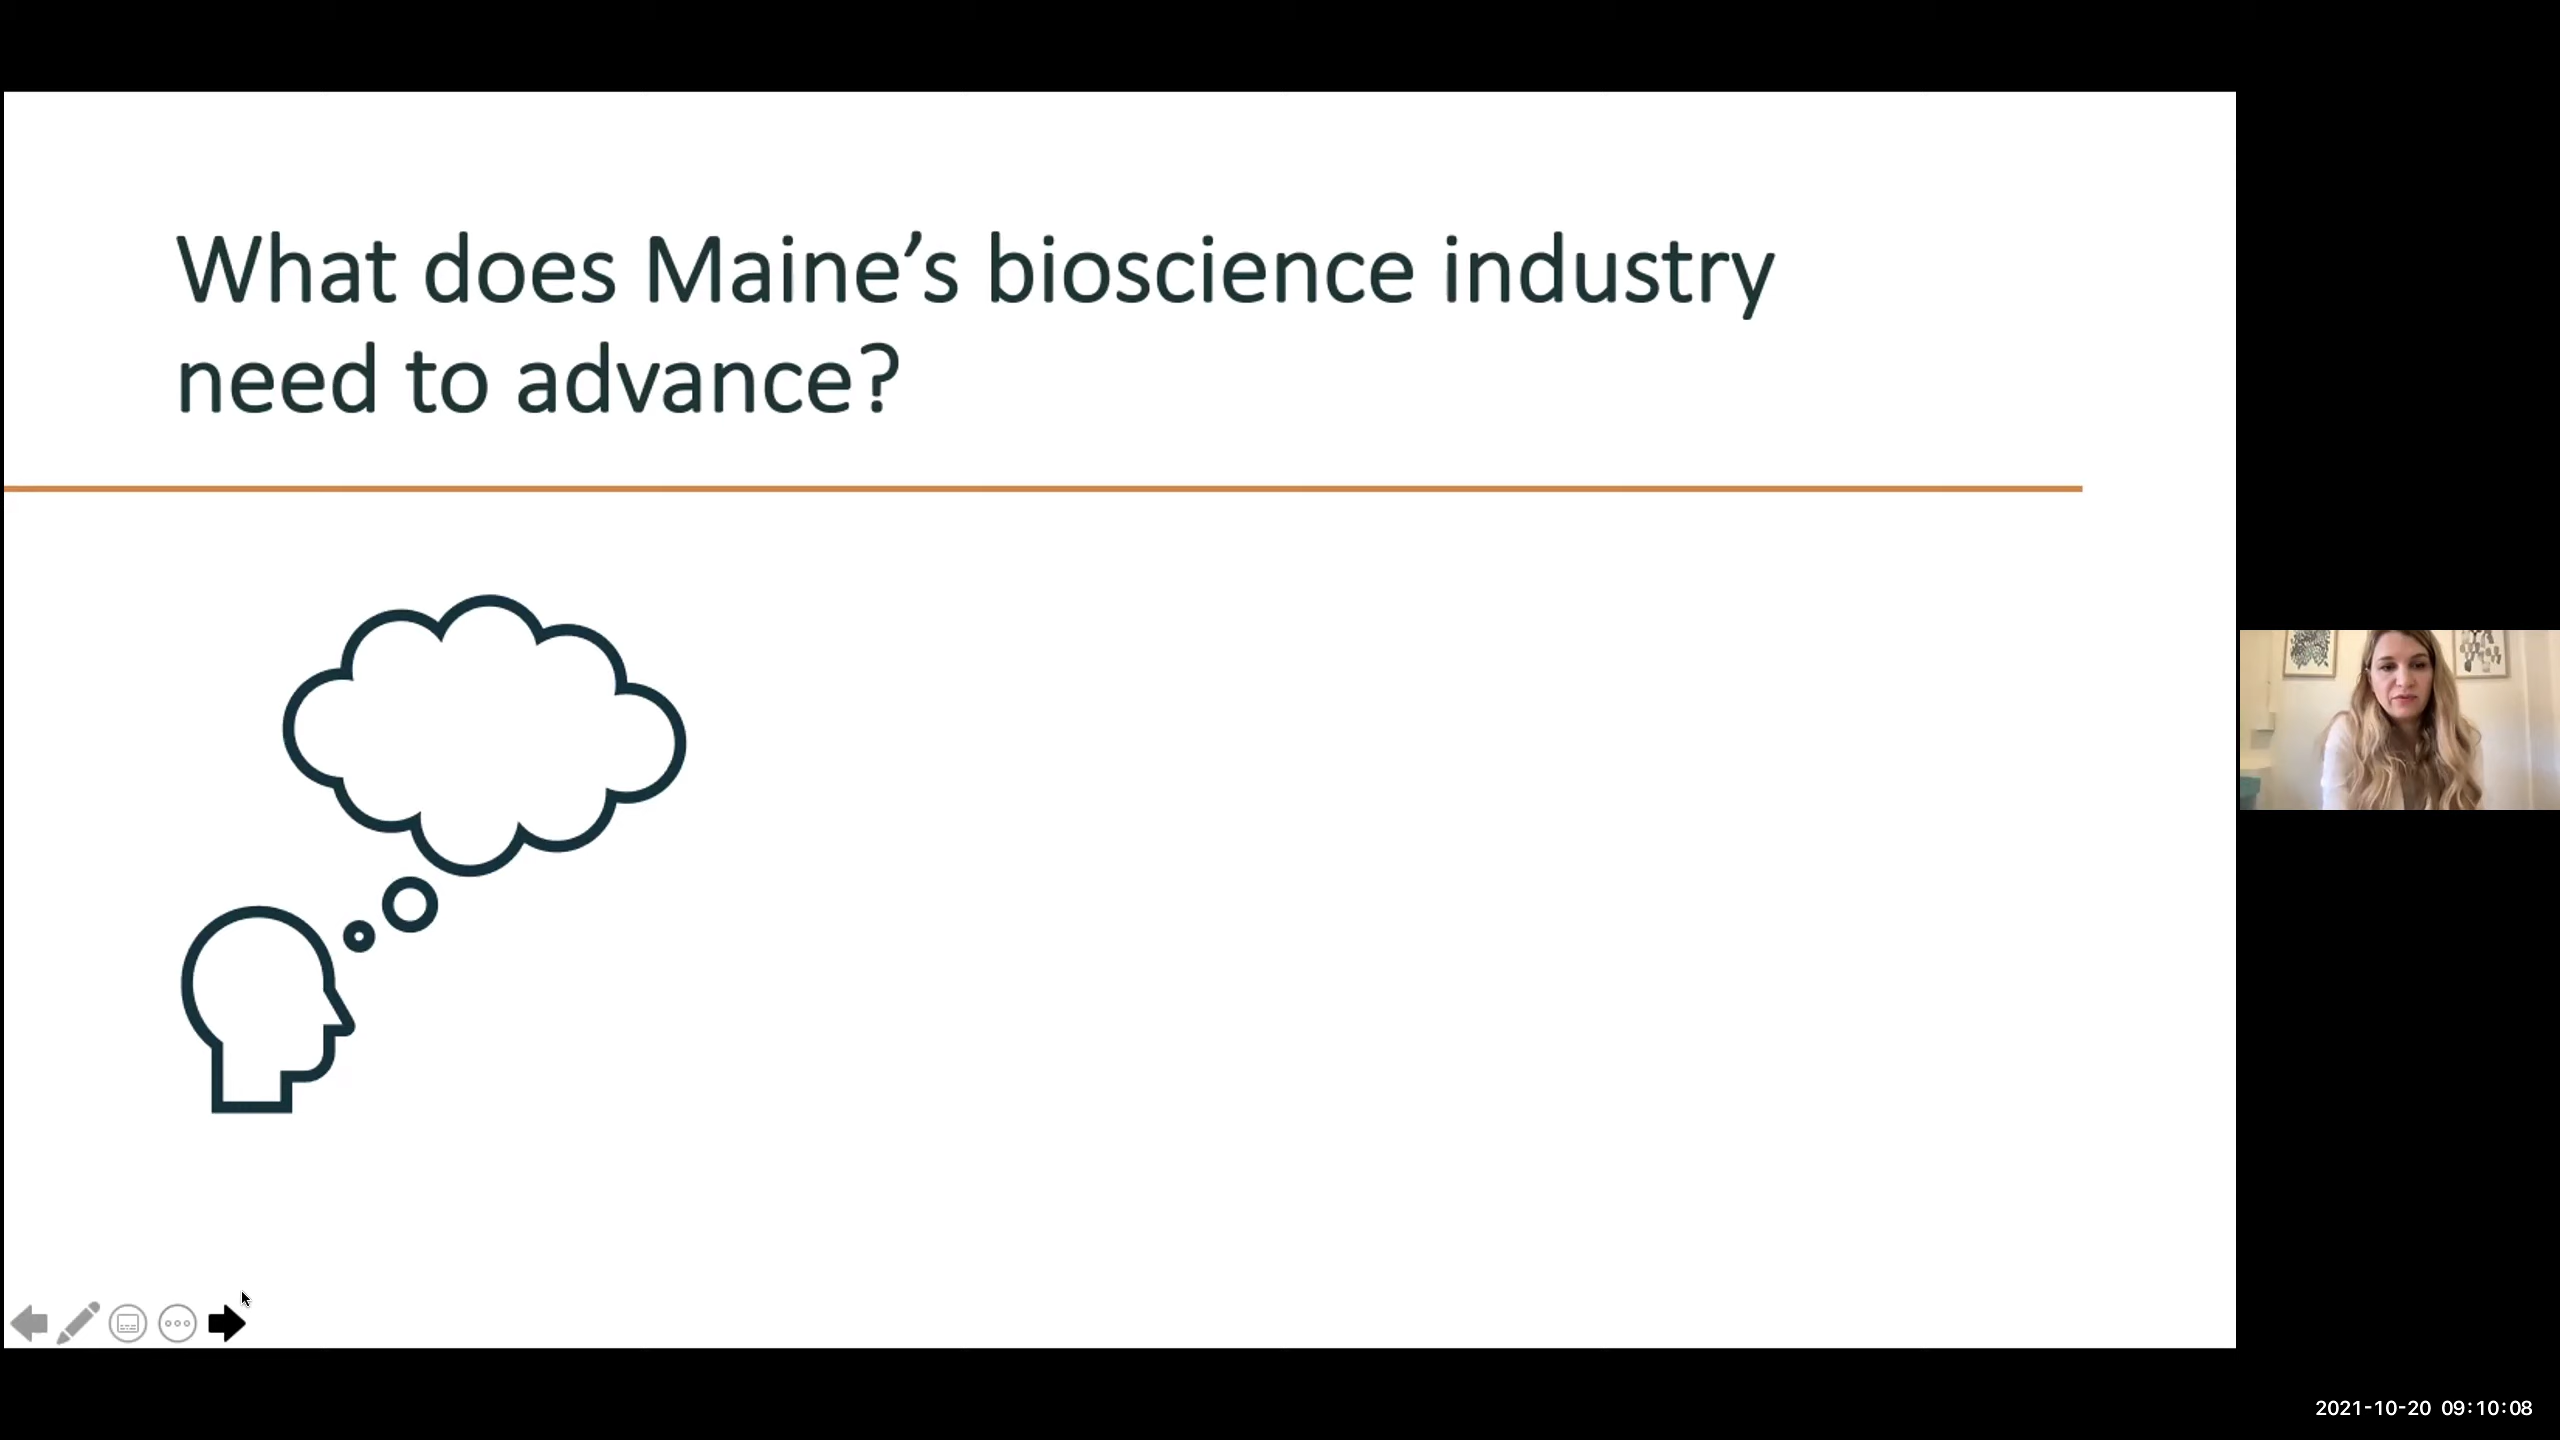 What does Maine’s bioscience industry
need to advance?
2021-10-20 09:10:08